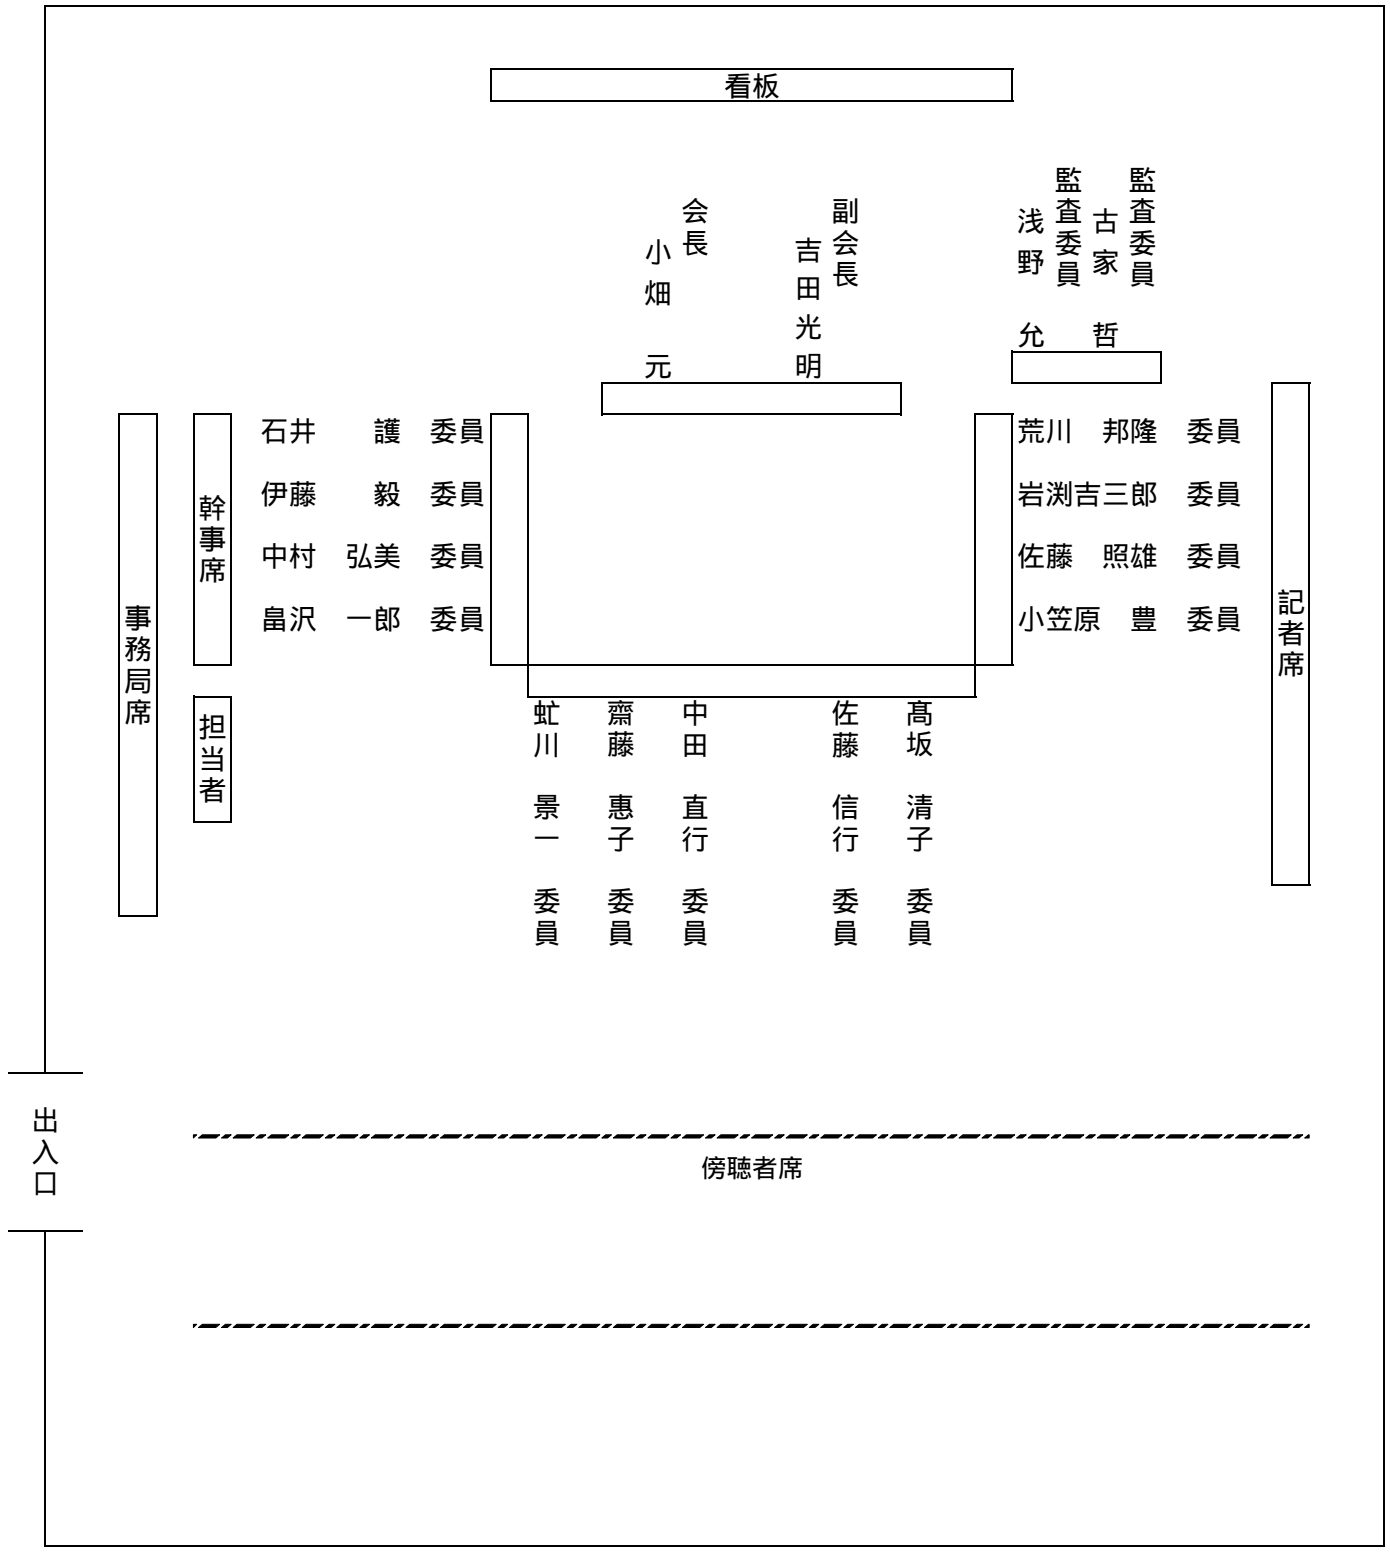 看板
監査委員
古家　哲
監査委員
浅野　允
副会長
吉田光明
会長
小畑　元
石井　　護　委員
伊藤　　毅　委員
中村　弘美　委員
畠沢　一郎　委員
荒川　邦隆　委員
岩渕吉三郎　委員
佐藤　照雄　委員
小笠原　豊　委員
幹事席
事務局席
担当者
記者席
髙坂　清子　委員
佐藤　信行　委員
中田　直行　委員
齋藤　惠子　委員
虻川　景一　委員
出入口
傍聴者席